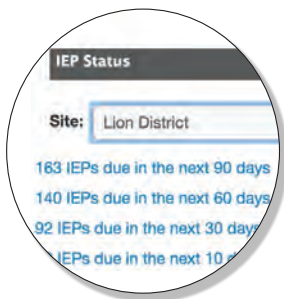 IEP Status
Site: Lion District
163 IEPs due in the next 90 days
140 IEPs due in the next 60 days
92 IEPs due in the next 30 days
IEPs due in the next 10